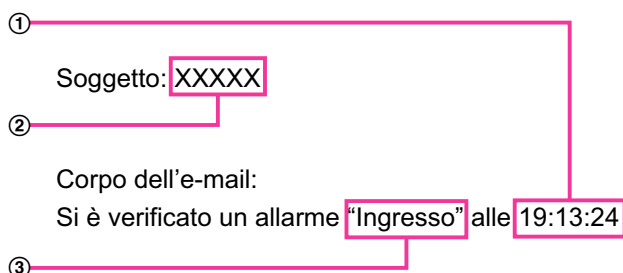 ①
Soggetto: XXXXX
②
Corpo dell’e-mail:
Si è verificato un allarme “Ingresso” alle 19:13:24
③